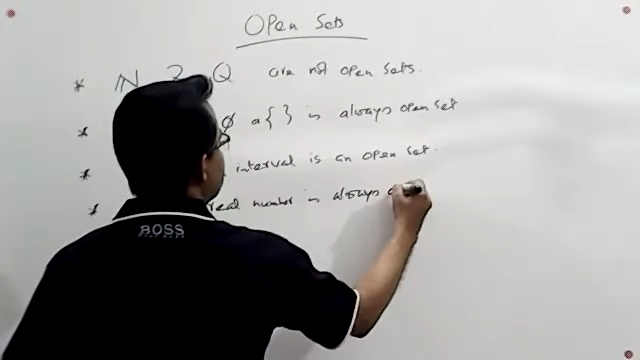 Open Sets
* N Z Q are not open sets.
* φ or { } is always open set
* interval is an open set.
* real number is always
BOSS